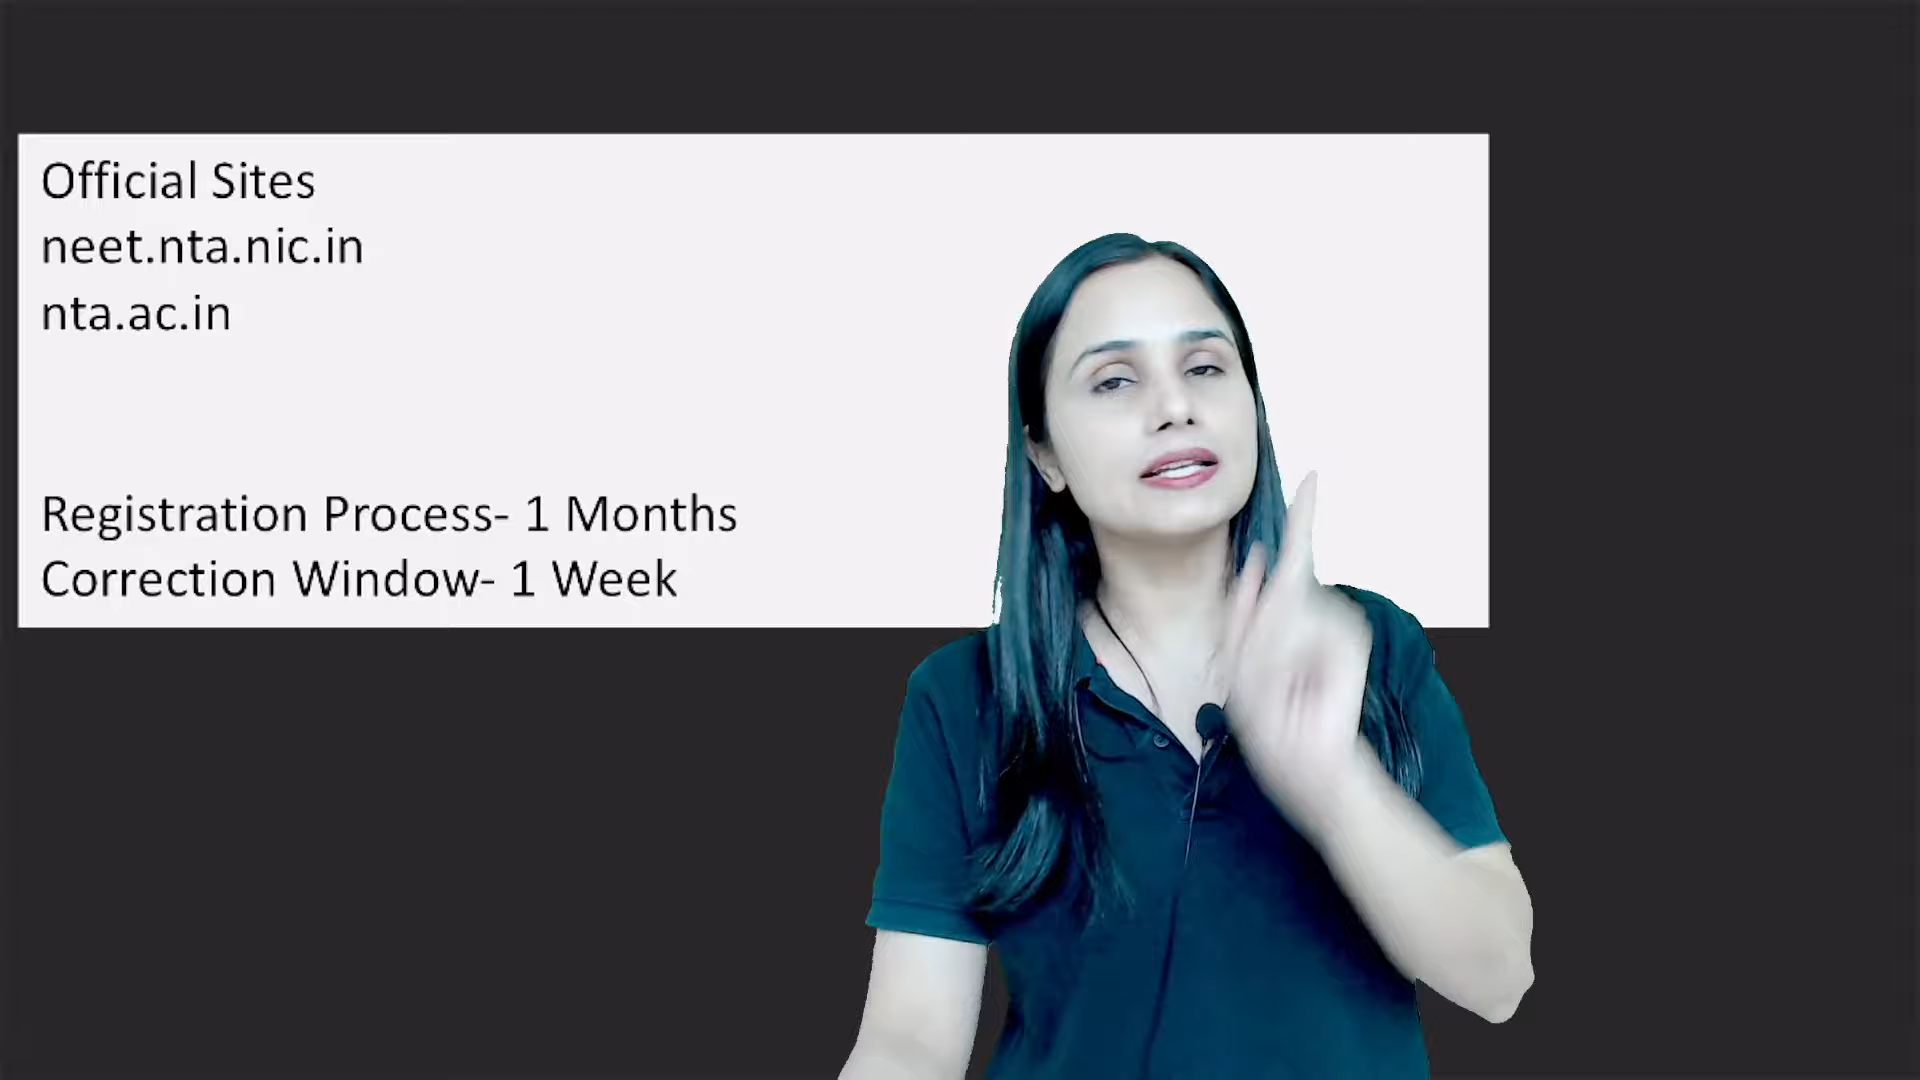 Official Sites
neet.nta.nic.in
nta.ac.in
Registration Process- 1 Months
Correction Window- 1 Week